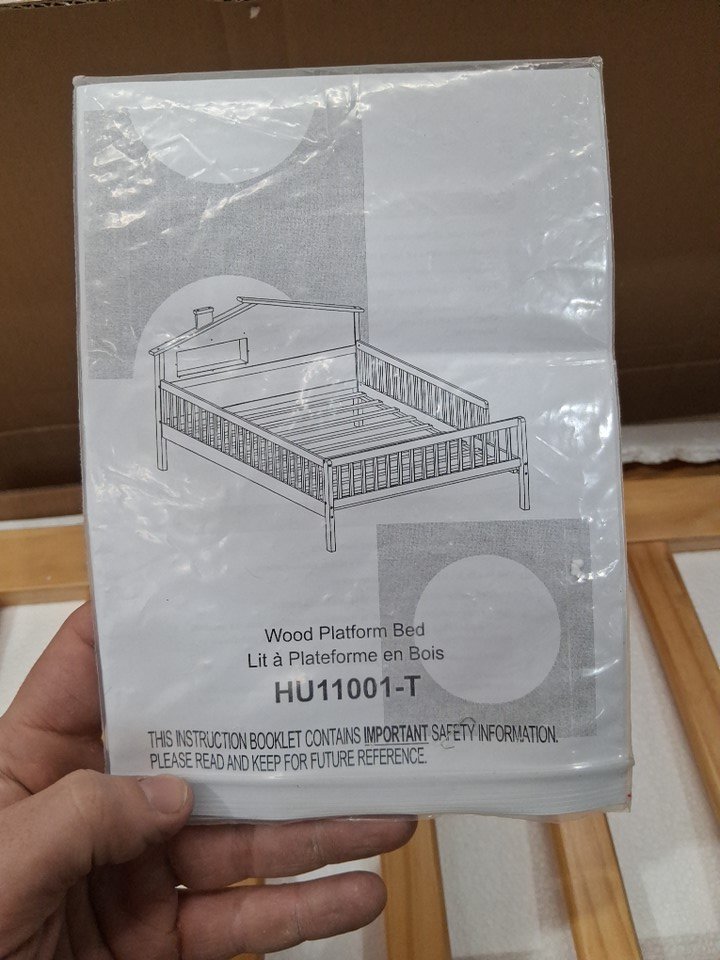 Wood Platform Bed
Lit à Plateforme en Bois
HU11001-T
THIS INSTRUCTION BOOKLET CONTAINS IMPORTANT SAFETY INFORMATION.
PLEASE READ AND KEEP FOR FUTURE REFERENCE.